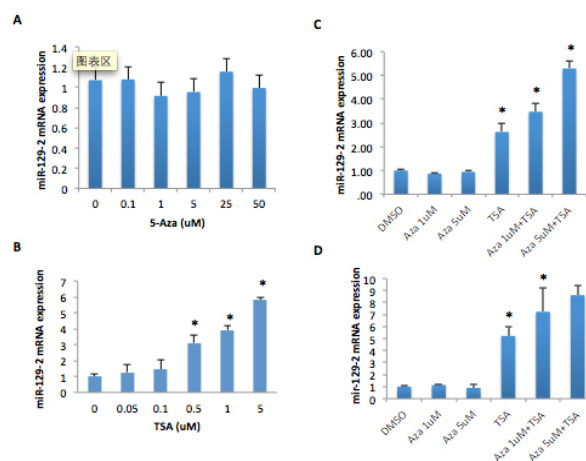 A
miR-129-2 mRNA expression
1.4
1.2
1
0.8
0.6
0.4
0.2
0
图表区
0 0.1 1 5 25 50
5-Aza (uM)
B
miR-129-2 mRNA expression
7
6
5
4
3
2
1
0
* * *
0 0.05 0.1 0.5 1 5
TSA (uM)
C
miR-129-2 mRNA expression
6.00
5.00
4.00
3.00
2.00
1.00
.00
* * *
DMSO Aza 1uM Aza 5uM TSA Aza 1uM+TSA Aza 5uM+TSA
D
mir-129-2 mRNA expression
10
9
8
7
6
5
4
3
2
1
0
* *
DMSO Aza 1uM Aza 5uM TSA Aza 1uM+TSA Aza 5uM+TSA